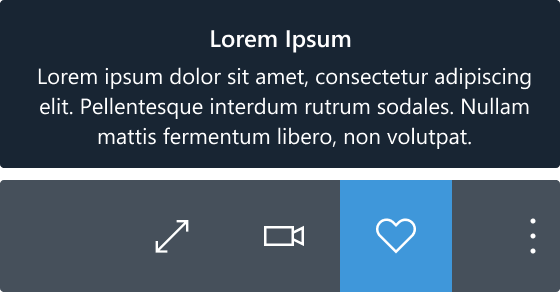 Lorem Ipsum
Lorem ipsum dolor sit amet, consectetur adipiscing
elit. Pellentesque interdum rutrum sodales. Nullam
mattis fermentum libero, non volutpat.